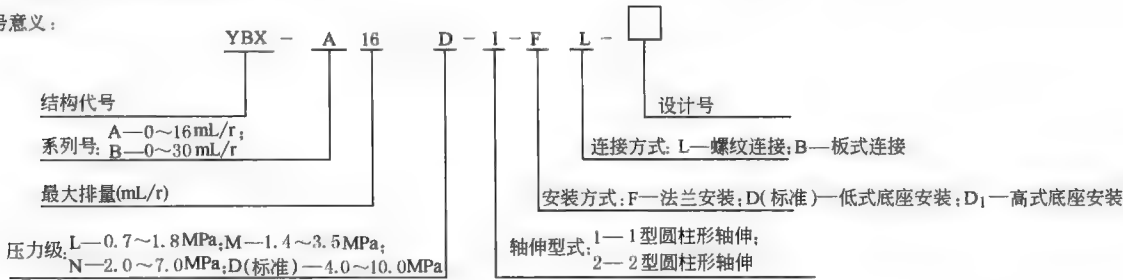 号意义：
YBX - A 16 D - 1 - F L - □
结构代号
设计号
系列号: A—0～16mL/r;
B—0～30mL/r
连接方式: L—螺纹连接;B—板式连接
最大排量(mL/r)
安装方式:F—法兰安装;D(标准)—低式底座安装;D₁—高式底座安装
压力级:L—0.7～1.8MPa;M—1.4～3.5MPa;
N—2.0～7.0MPa;D(标准)—4.0～10.0MPa
轴伸型式:1—1型圆柱形轴伸;
2—2型圆柱形轴伸